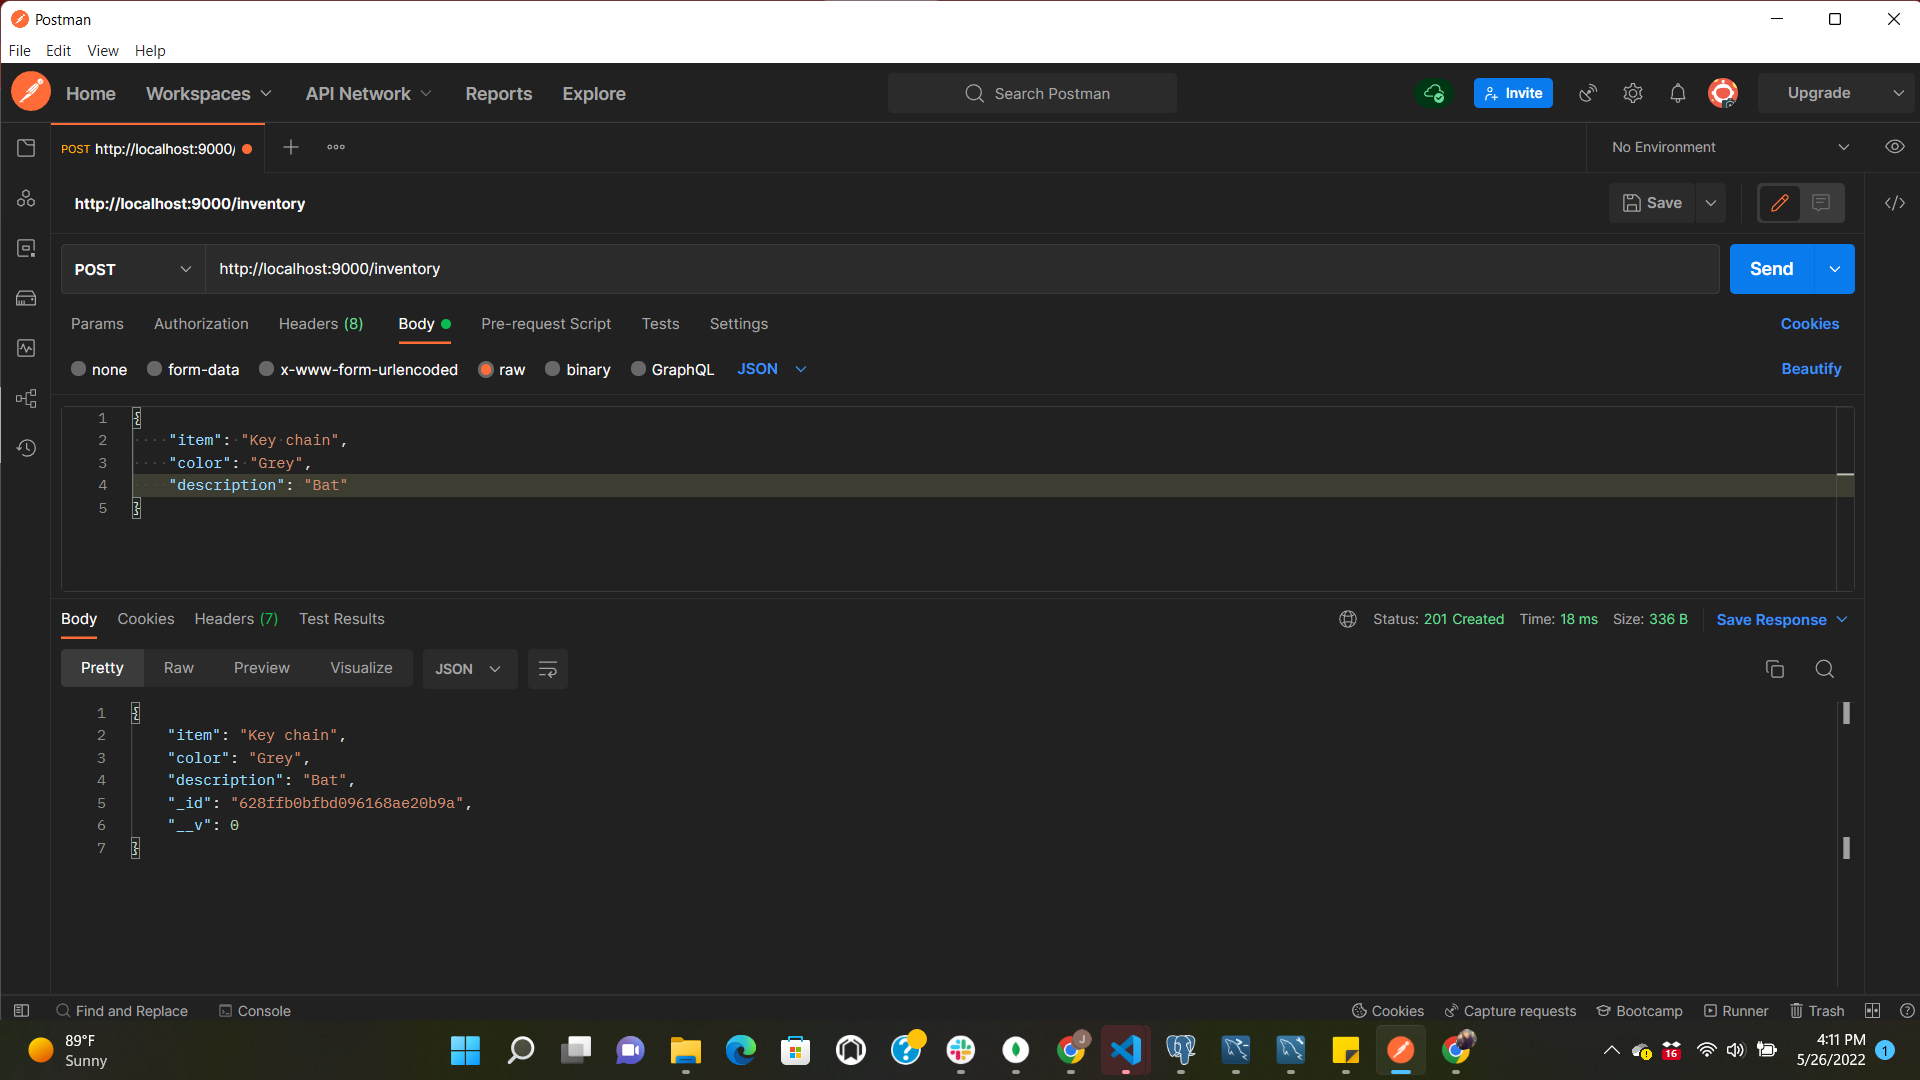 Postman
File Edit View Help
Home Workspaces API Network Reports Explore Search Postman Invite Upgrade
POST http://localhost:9000/ No Environment
http://localhost:9000/inventory Save
POST http://localhost:9000/inventory Send
Params Authorization Headers (8) Body Pre-request Script Tests Settings Cookies
none form-data x-www-form-urlencoded raw binary GraphQL JSON Beautify
1 {
2 "item": "Key chain",
3 "color": "Grey",
4 "description": "Bat"
5 }
Body Cookies Headers (7) Test Results Status: 201 Created Time: 18 ms Size: 336 B Save Response
Pretty Raw Preview Visualize JSON
1 {
2 "item": "Key chain",
3 "color": "Grey",
4 "description": "Bat",
5 "_id": "628ffb0bfbd096168ae20b9a",
6 "__v": 0
7 }
Find and Replace Console Cookies Capture requests Bootcamp Runner Trash
89°F
Sunny
J
16
4:11 PM
5/26/2022
1